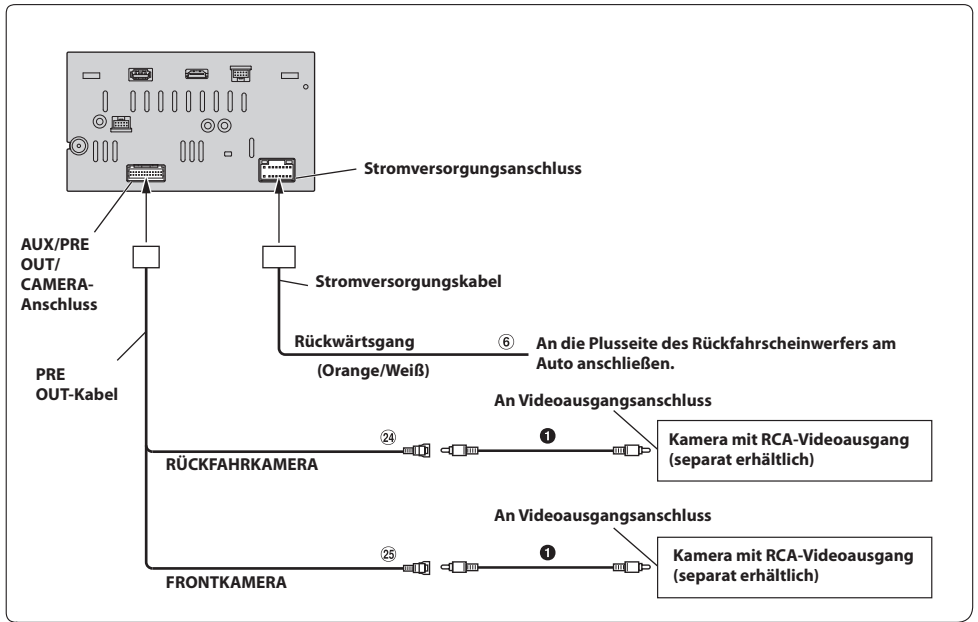 Stromversorgungsanschluss
AUX/PRE
OUT/
CAMERA-
Anschluss
Stromversorgungskabel
Rückwärtsgang
(Orange/Weiß)
⑥
An die Plusseite des Rückfahrscheinwerfers am
Auto anschließen.
PRE
OUT-Kabel
An Videoausgangsanschluss
㉔
❶
Kamera mit RCA-Videoausgang
(separat erhältlich)
RÜCKFAHRKAMERA
An Videoausgangsanschluss
㉕
❶
Kamera mit RCA-Videoausgang
(separat erhältlich)
FRONTKAMERA